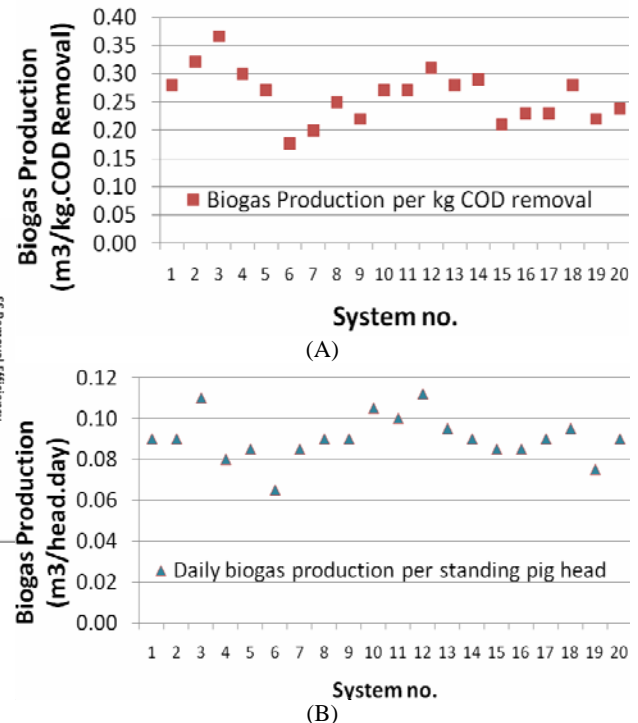 Biogas Production
(m3/kg.COD Removal)
0.40
0.35
0.30
0.25
0.20
0.15
0.10
0.05
0.00
Biogas Production per kg COD removal
1 2 3 4 5 6 7 8 9 10 11 12 13 14 15 16 17 18 19 20
System no.
(A)
Biogas Production
(m3/head.day)
0.12
0.10
0.08
0.06
0.04
0.02
0.00
Daily biogas production per standing pig head
1 2 3 4 5 6 7 8 9 10 11 12 13 14 15 16 17 18 19 20
System no.
(B)